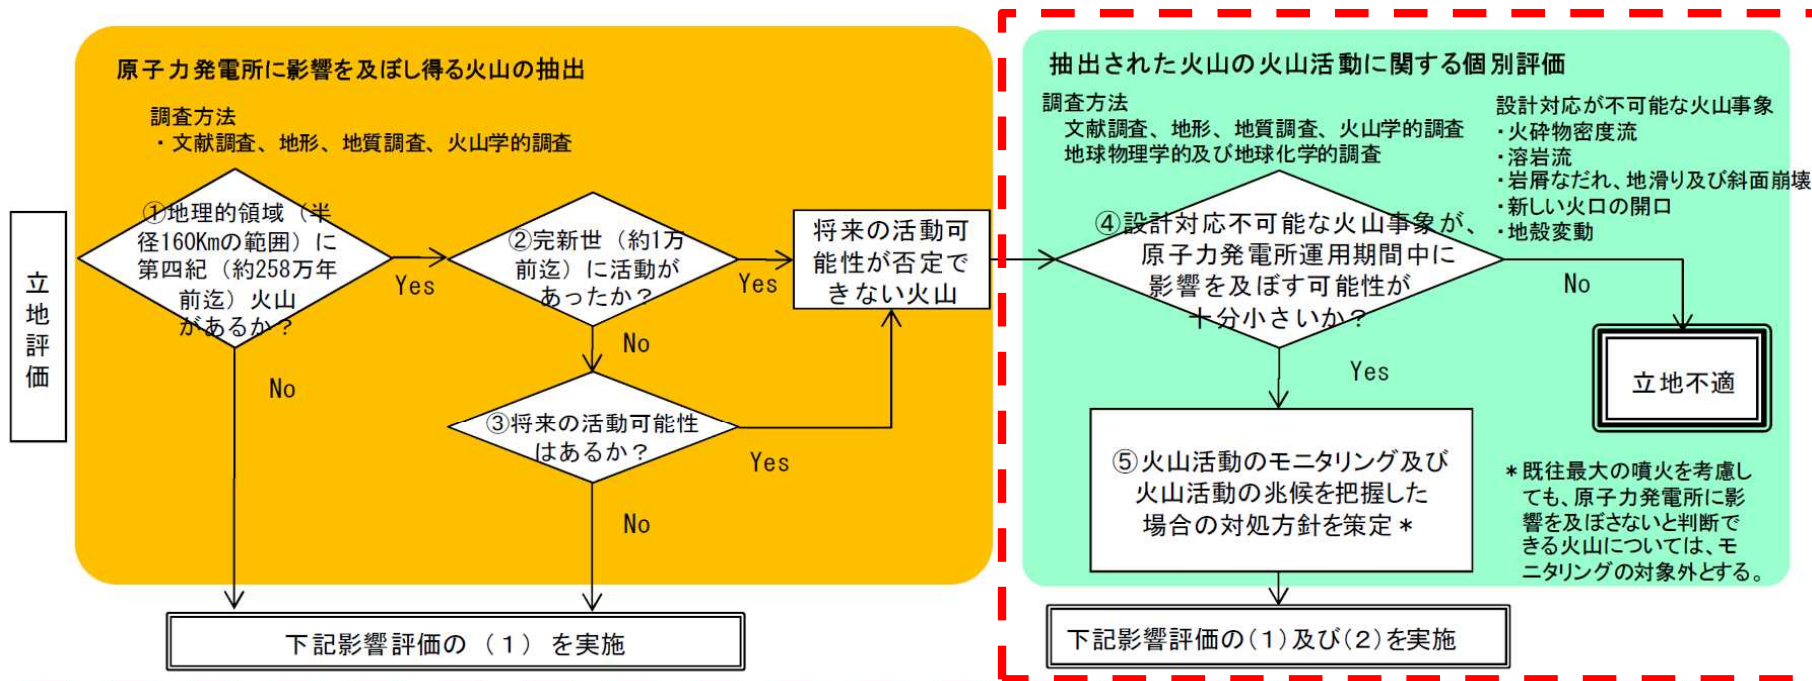 立地評価
原子力発電所に影響を及ぼし得る火山の抽出
調査方法
・文献調査、地形、地質調査、火山学的調査
①地理的領域（半
径160Kmの範囲）に
第四紀（約258万年
前迄）火山
があるか？
Yes
No
②完新世（約1万
前迄）に活動が
あったか？
Yes
No
③将来の活動可能性
はあるか？
Yes
No
将来の活動可
能性が否定で
きない火山
下記影響評価の（１）を実施
抽出された火山の火山活動に関する個別評価
調査方法
文献調査、地形、地質調査、火山学的調査
地球物理学的及び地球化学的調査
設計対応が不可能な火山事象
・火砕物密度流
・溶岩流
・岩屑なだれ、地滑り及び斜面崩壊
・新しい火口の開口
・地殻変動
④設計対応不可能な火山事象が、
原子力発電所運用期間中に
影響を及ぼす可能性が
十分小さいか？
No
Yes
立地不適
⑤火山活動のモニタリング及び
火山活動の兆候を把握した
場合の対処方針を策定＊
＊既往最大の噴火を考慮し
ても、原子力発電所に影
響を及ぼさないと判断で
きる火山については、モ
ニタリングの対象外とする。
下記影響評価の(１)及び(２)を実施